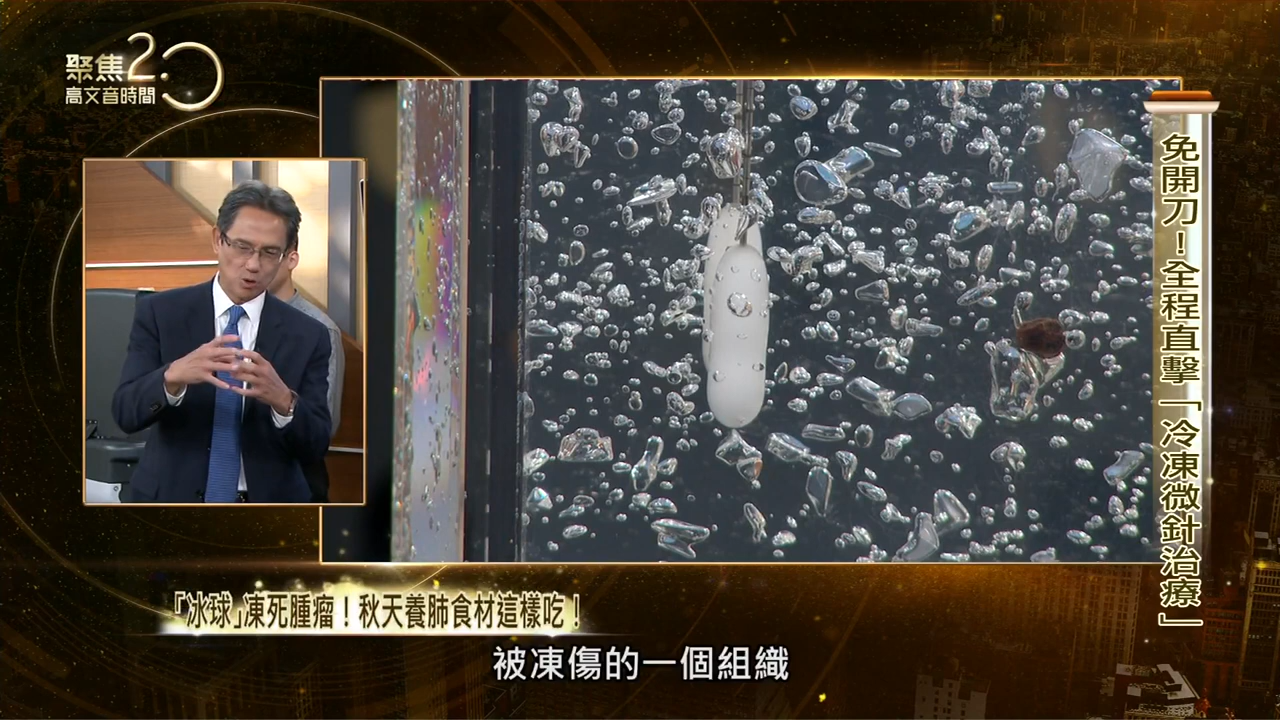 聚焦2.0
高文音時間
免開刀！全程直擊「冷凍微針治療」
「冰球」凍死腫瘤！秋天養肺食材這樣吃！
被凍傷的一個組織